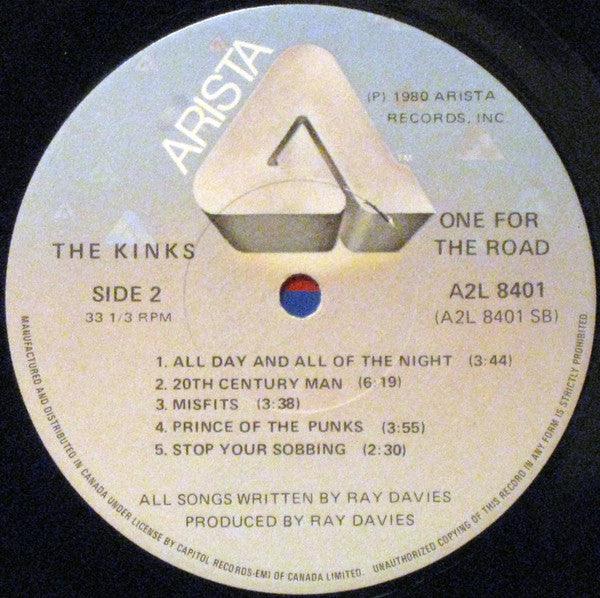 ARISTA
(P) 1980 ARISTA
RECORDS, INC
TM
THE KINKS
ONE FOR
THE ROAD
SIDE 2
33 1/3 RPM
A2L 8401
(A2L 8401 SB)
1. ALL DAY AND ALL OF THE NIGHT (3:44)
2. 20TH CENTURY MAN (6:19)
3. MISFITS (3:38)
4. PRINCE OF THE PUNKS (3:55)
5. STOP YOUR SOBBING (2:30)
ALL SONGS WRITTEN BY RAY DAVIES
PRODUCED BY RAY DAVIES
MANUFACTURED AND DISTRIBUTED IN CANADA UNDER LICENSE BY CAPITOL RECORDS-EMI OF CANADA LIMITED. UNAUTHORIZED COPYING OF THIS RECORD IN ANY FORM IS STRICTLY PROHIBITED